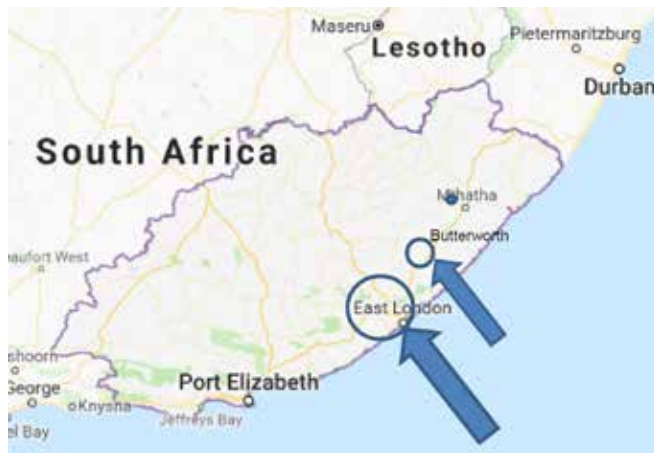 Maseru
Lesotho
Pietermaritzburg
Durban
South Africa
Butterworth
aufort West
East London
shoorn
George
Knysna
Port Elizabeth
Jeffreys Bay
el Bay